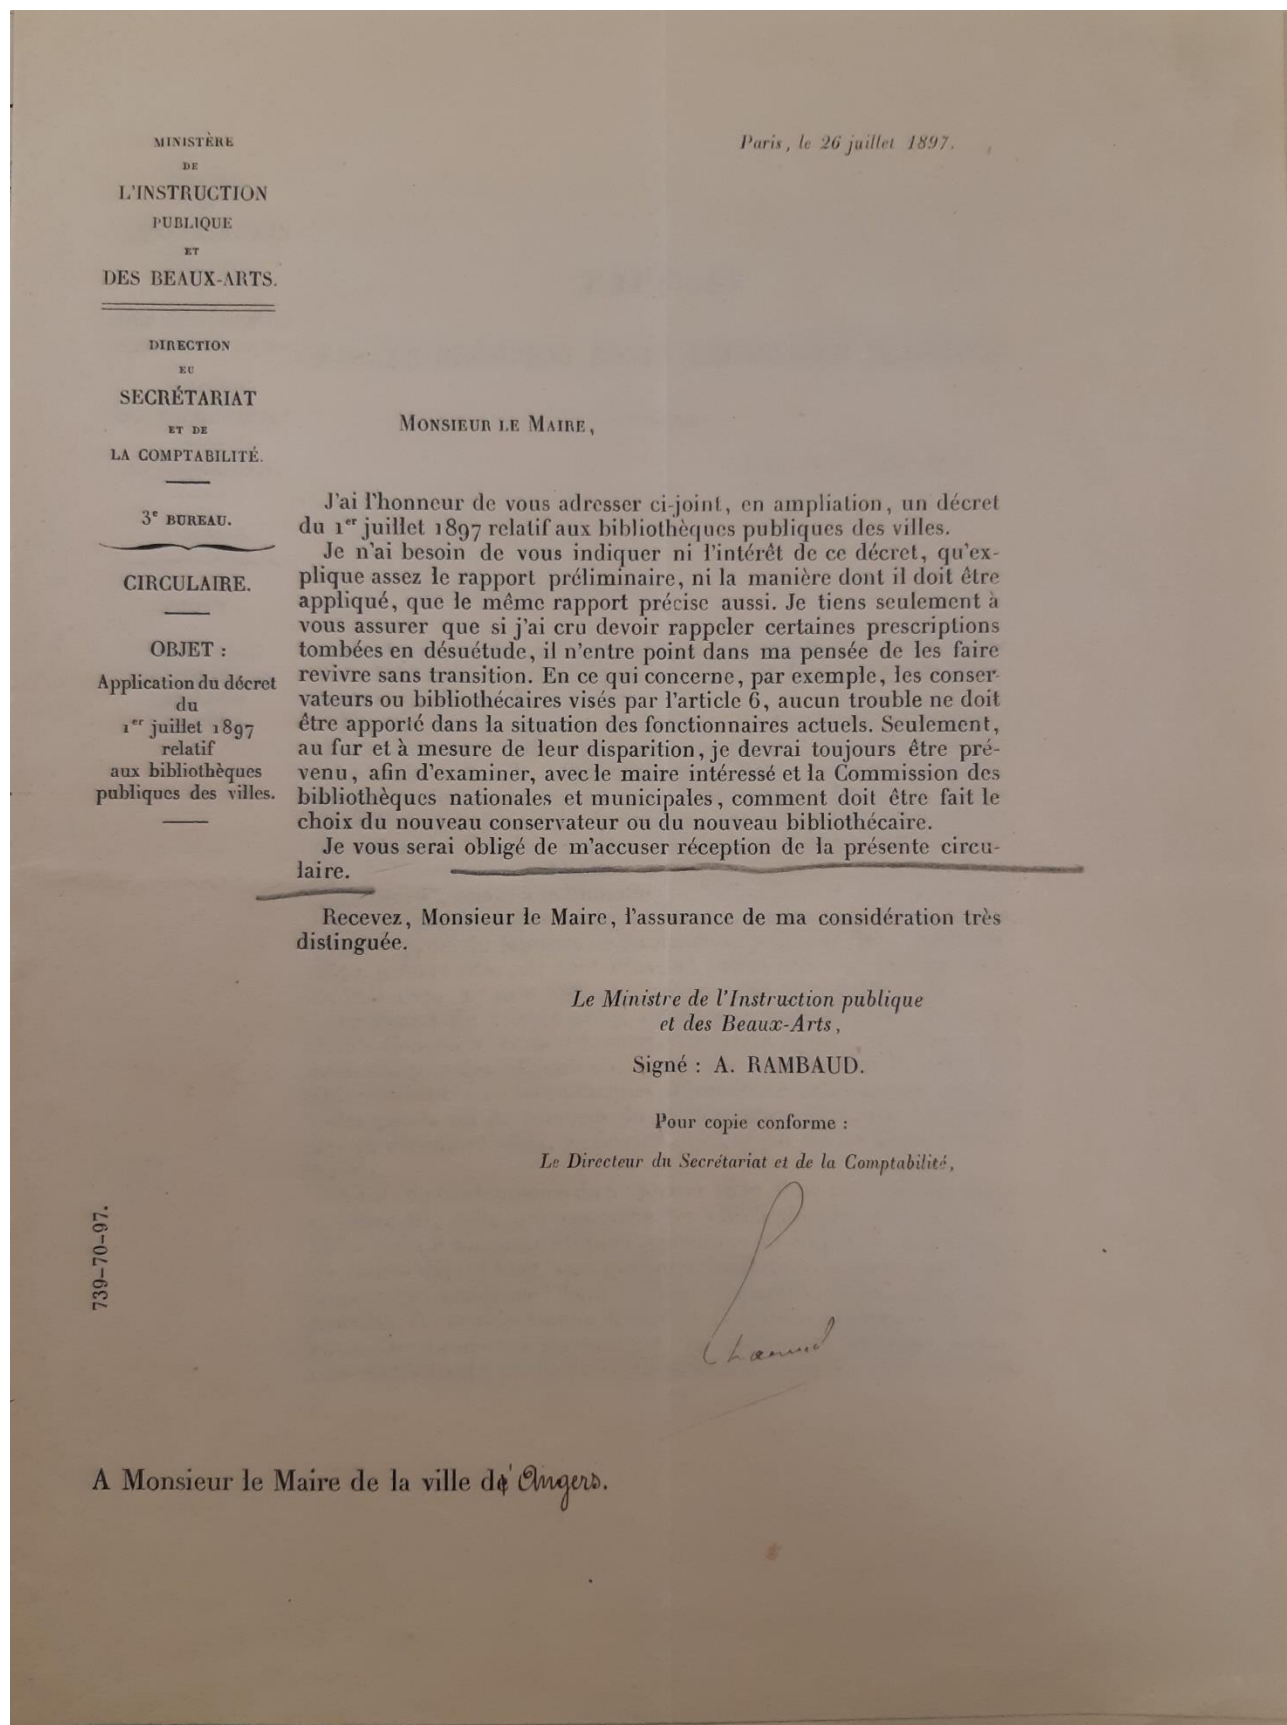 MINISTÈRE
DE
L'INSTRUCTION
PUBLIQUE
ET
DES BEAUX-ARTS.
DIRECTION
DU
SECRÉTARIAT
ET DE
LA COMPTABILITÉ.
3e BUREAU.
CIRCULAIRE.
OBJET :
Application du décret
du
1er juillet 1897
relatif
aux bibliothèques
publiques des villes.
Paris, le 26 juillet 1897.
MONSIEUR LE MAIRE,
J'ai l'honneur de vous adresser ci-joint, en ampliation, un décret
du 1er juillet 1897 relatif aux bibliothèques publiques des villes.
Je n'ai besoin de vous indiquer ni l'intérêt de ce décret, qu'ex-
plique assez le rapport préliminaire, ni la manière dont il doit être
appliqué, que le même rapport précise aussi. Je tiens seulement à
vous assurer que si j'ai cru devoir rappeler certaines prescriptions
tombées en désuétude, il n'entre point dans ma pensée de les faire
revivre sans transition. En ce qui concerne, par exemple, les conser-
vateurs ou bibliothécaires visés par l'article 6, aucun trouble ne doit
être apporté dans la situation des fonctionnaires actuels. Seulement,
au fur et à mesure de leur disparition, je devrai toujours être pré-
venu, afin d'examiner, avec le maire intéressé et la Commission des
bibliothèques nationales et municipales, comment doit être fait le
choix du nouveau conservateur ou du nouveau bibliothécaire.
Je vous serai obligé de m'accuser réception de la présente circu-
laire.
Recevez, Monsieur le Maire, l'assurance de ma considération très
distinguée.
Le Ministre de l'Instruction publique
et des Beaux-Arts,
Signé : A. RAMBAUD.
Pour copie conforme :
Le Directeur du Secrétariat et de la Comptabilité,
739-70-97.
A Monsieur le Maire de la ville d'Angers.